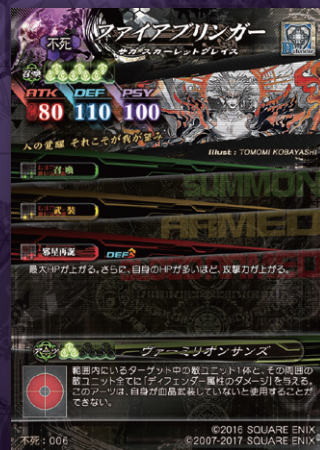 不死
ファイアブリンガー
サガ スカーレット グレイス
召喚
ATK DEF PSY
80 110 100
人の覚醒 それこそが我が望み
Illust : TOMOMI KOBAYASHI
召喚
SUMMON
武装
ARMED
邪星再誕
DEF
最大HPが上がる。さらに、自身のHPが多いほど、攻撃力が上がる。
ヴァーミリオンサンズ
範囲内にいるターゲット中の敵ユニット1体と、その周囲の
敵ユニット全てに「ディフェンダー属性のダメージ」を与える。
このアーツは、自身が血晶武装していないと使用することが
できない。
©2016 SQUARE ENIX
不死:006
©2007-2017 SQUARE ENIX